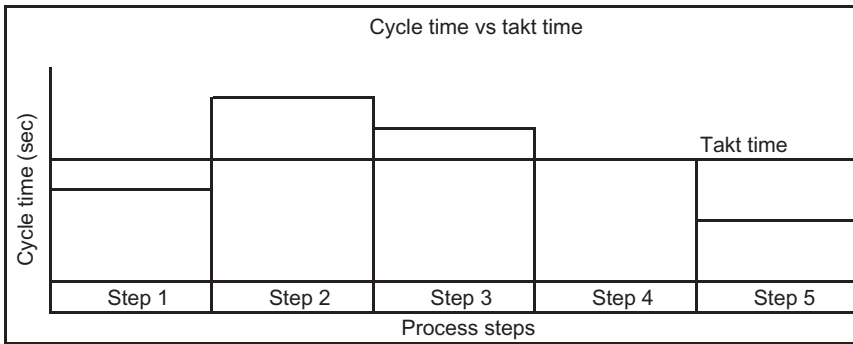 Cycle time vs takt time
Cycle time (sec)
Takt time
Step 1 Step 2 Step 3 Step 4 Step 5
Process steps